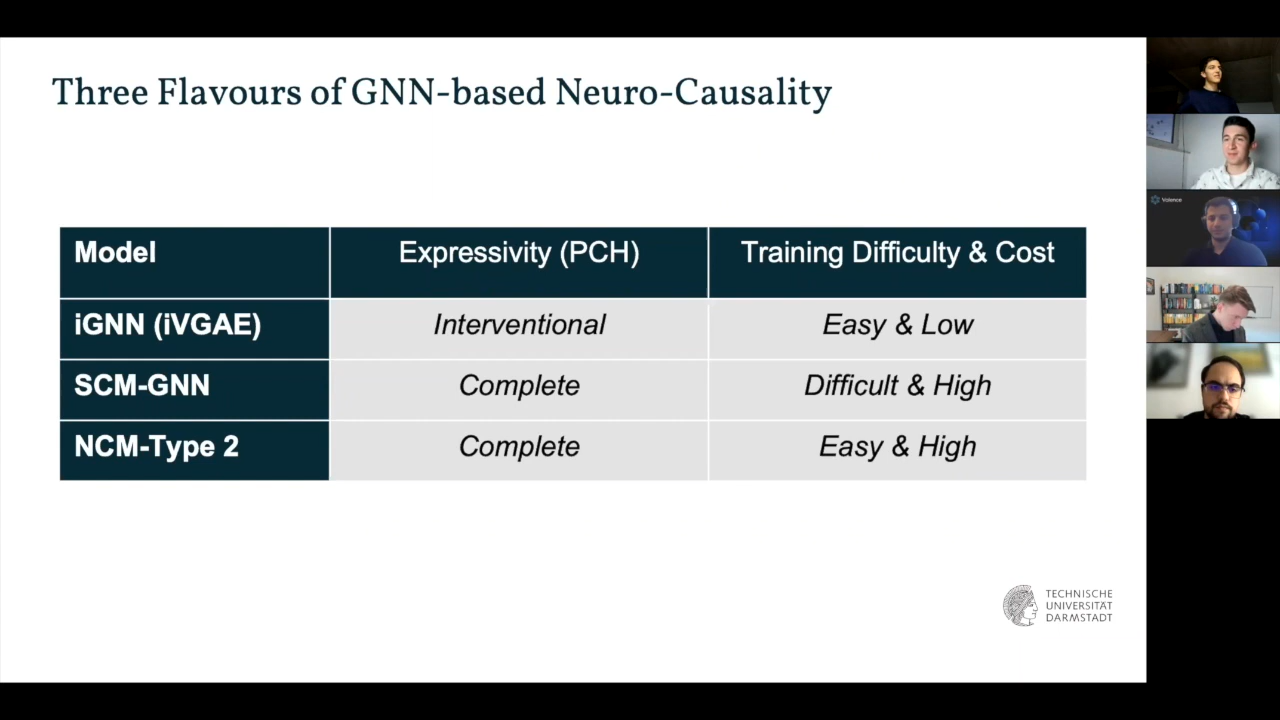 Three Flavours of GNN-based Neuro-Causality
Model Expressivity (PCH) Training Difficulty & Cost
iGNN (iVGAE) Interventional Easy & Low
SCM-GNN Complete Difficult & High
NCM-Type 2 Complete Easy & High
TECHNISCHE
UNIVERSITÄT
DARMSTADT
Valence